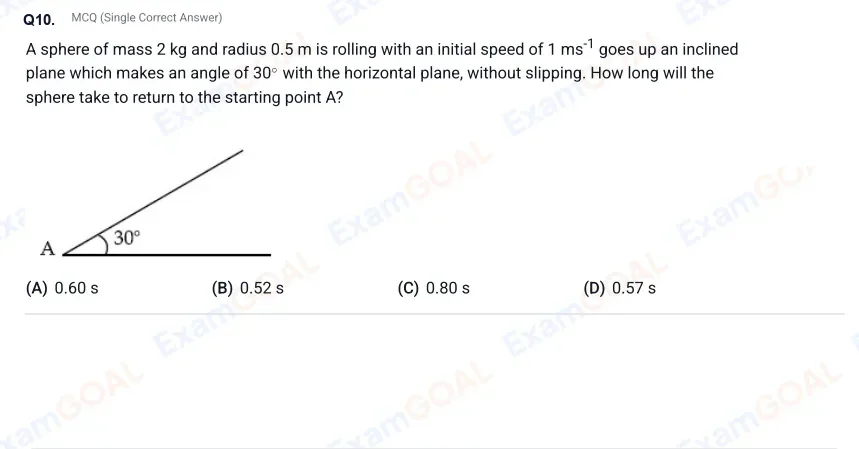 Q10. MCQ (Single Correct Answer)
A sphere of mass 2 kg and radius 0.5 m is rolling with an initial speed of 1 ms⁻¹ goes up an inclined
plane which makes an angle of 30° with the horizontal plane, without slipping. How long will the
sphere take to return to the starting point A?
30°
A
(A) 0.60 s (B) 0.52 s (C) 0.80 s (D) 0.57 s
ExamGOAL